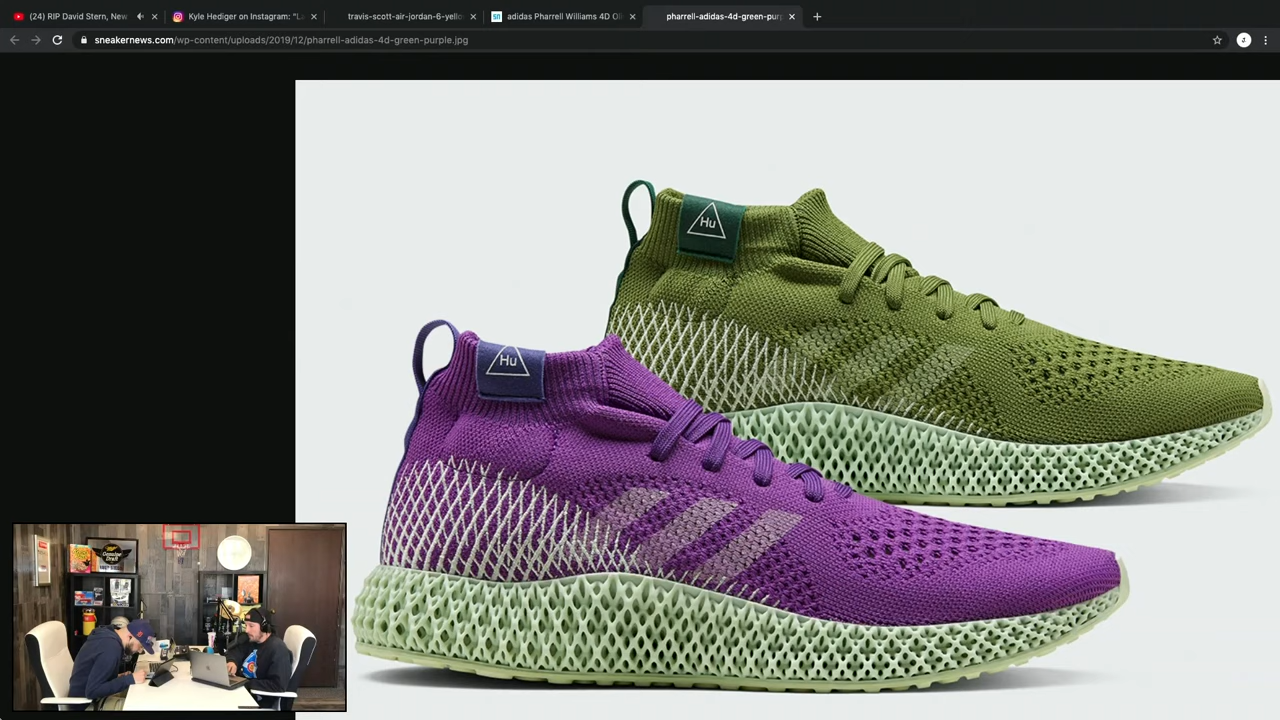 (24) RIP David Stern, New
Kyle Hediger on Instagram: “Lo
travis-scott-air-jordan-6-yello
adidas Pharrell Williams 4D Oli
pharrell-adidas-4d-green-purp
sneakernews.com/wp-content/uploads/2019/12/pharrell-adidas-4d-green-purple.jpg
Hu
Hu